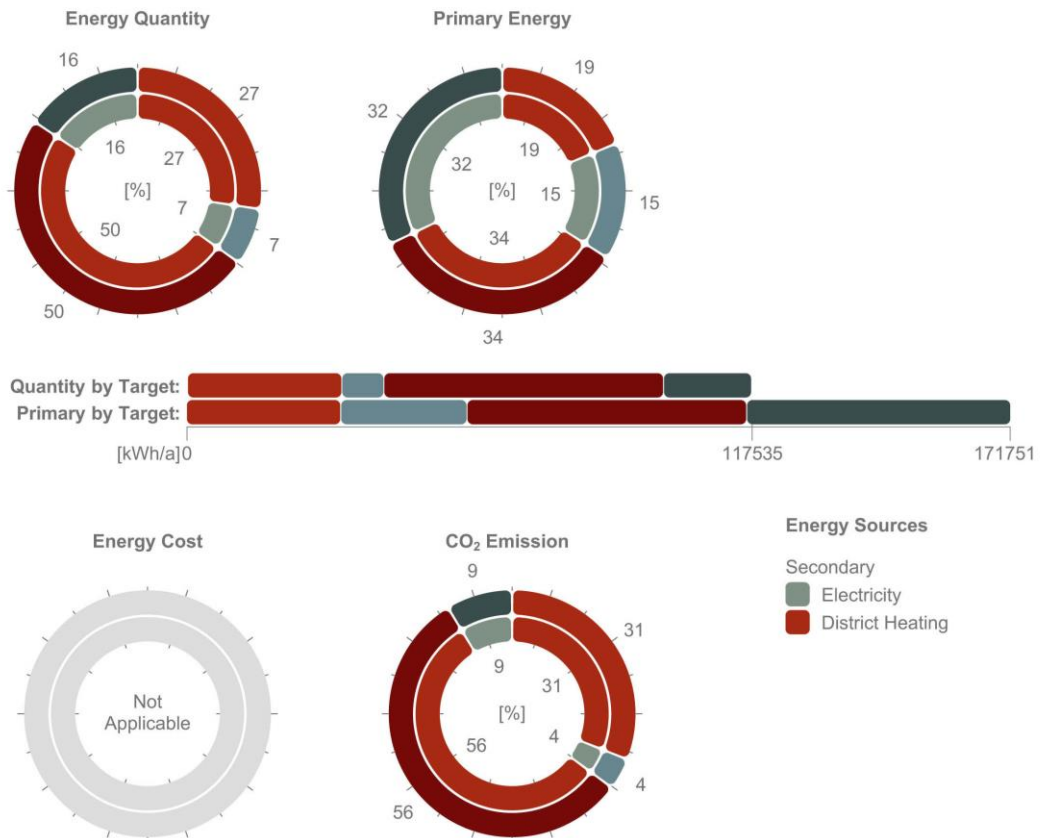 Energy Quantity
16
27
16
27
[%]
7
50
7
50
Primary Energy
19
32
19
32
[%]
15
15
34
34
Quantity by Target:
Primary by Target:
[kWh/a]0
117535
171751
Energy Cost
Not
Applicable
CO₂ Emission
9
31
9
31
[%]
4
56
4
56
Energy Sources
Secondary
Electricity
District Heating